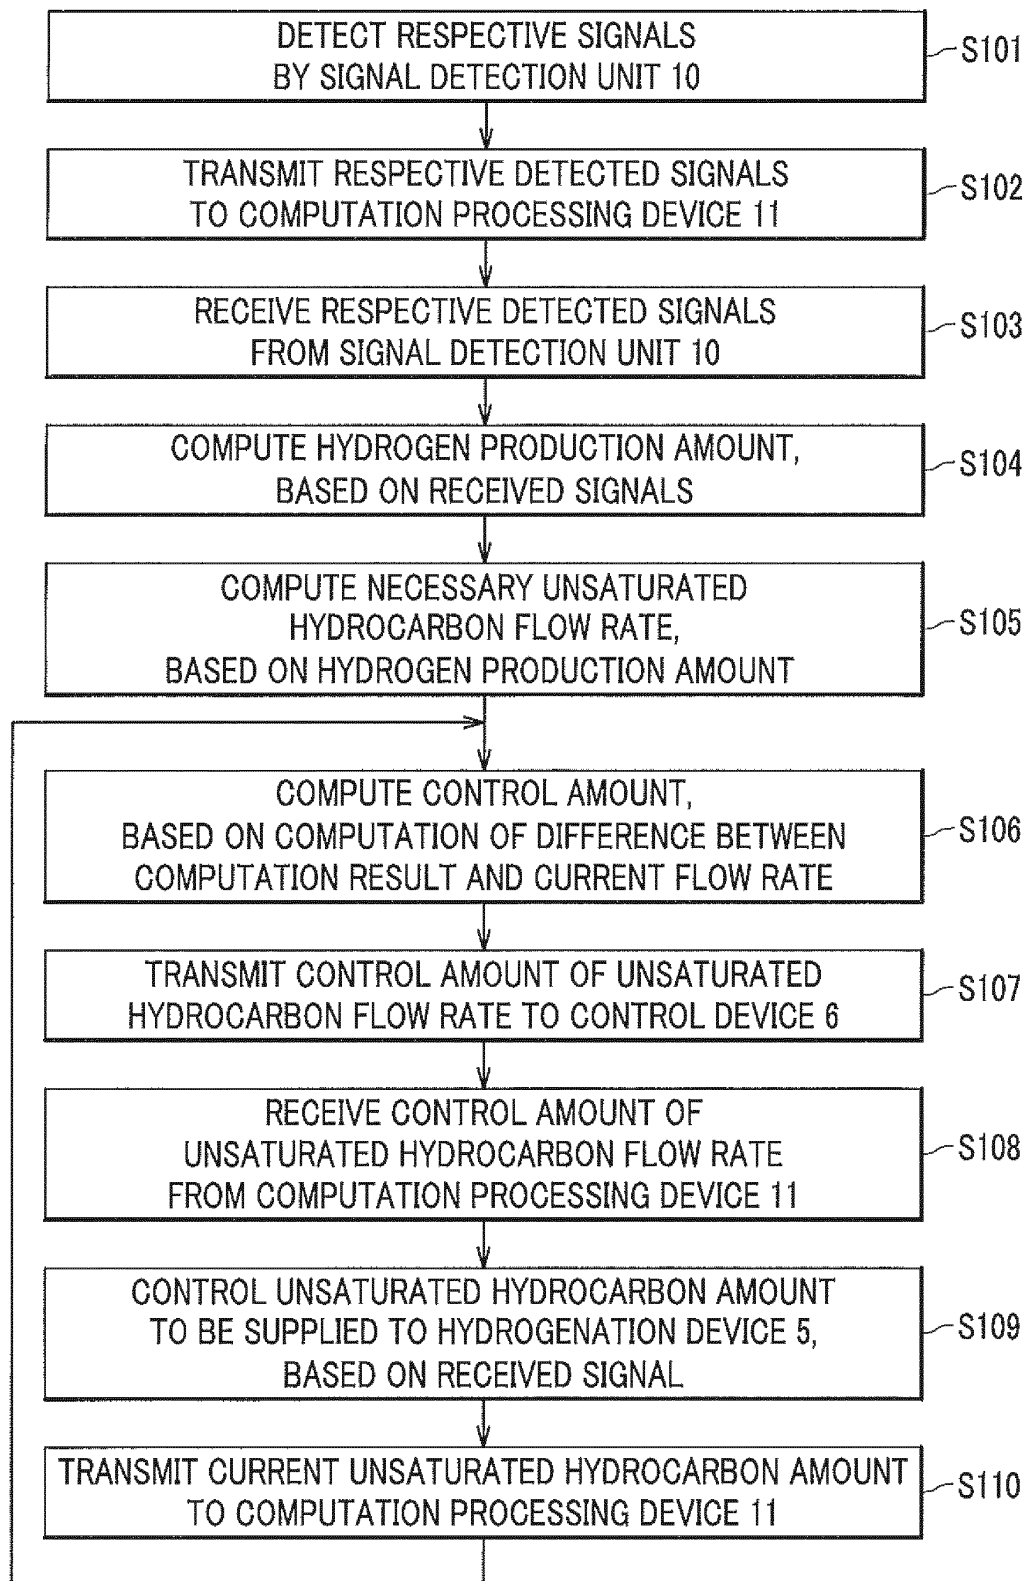 DETECT RESPECTIVE SIGNALS
BY SIGNAL DETECTION UNIT 10
S101
TRANSMIT RESPECTIVE DETECTED SIGNALS
TO COMPUTATION PROCESSING DEVICE 11
S102
RECEIVE RESPECTIVE DETECTED SIGNALS
FROM SIGNAL DETECTION UNIT 10
S103
COMPUTE HYDROGEN PRODUCTION AMOUNT,
BASED ON RECEIVED SIGNALS
S104
COMPUTE NECESSARY UNSATURATED
HYDROCARBON FLOW RATE,
BASED ON HYDROGEN PRODUCTION AMOUNT
S105
COMPUTE CONTROL AMOUNT,
BASED ON COMPUTATION OF DIFFERENCE BETWEEN
COMPUTATION RESULT AND CURRENT FLOW RATE
S106
TRANSMIT CONTROL AMOUNT OF UNSATURATED
HYDROCARBON FLOW RATE TO CONTROL DEVICE 6
S107
RECEIVE CONTROL AMOUNT OF
UNSATURATED HYDROCARBON FLOW RATE
FROM COMPUTATION PROCESSING DEVICE 11
S108
CONTROL UNSATURATED HYDROCARBON AMOUNT
TO BE SUPPLIED TO HYDROGENATION DEVICE 5,
BASED ON RECEIVED SIGNAL
S109
TRANSMIT CURRENT UNSATURATED HYDROCARBON AMOUNT
TO COMPUTATION PROCESSING DEVICE 11
S110